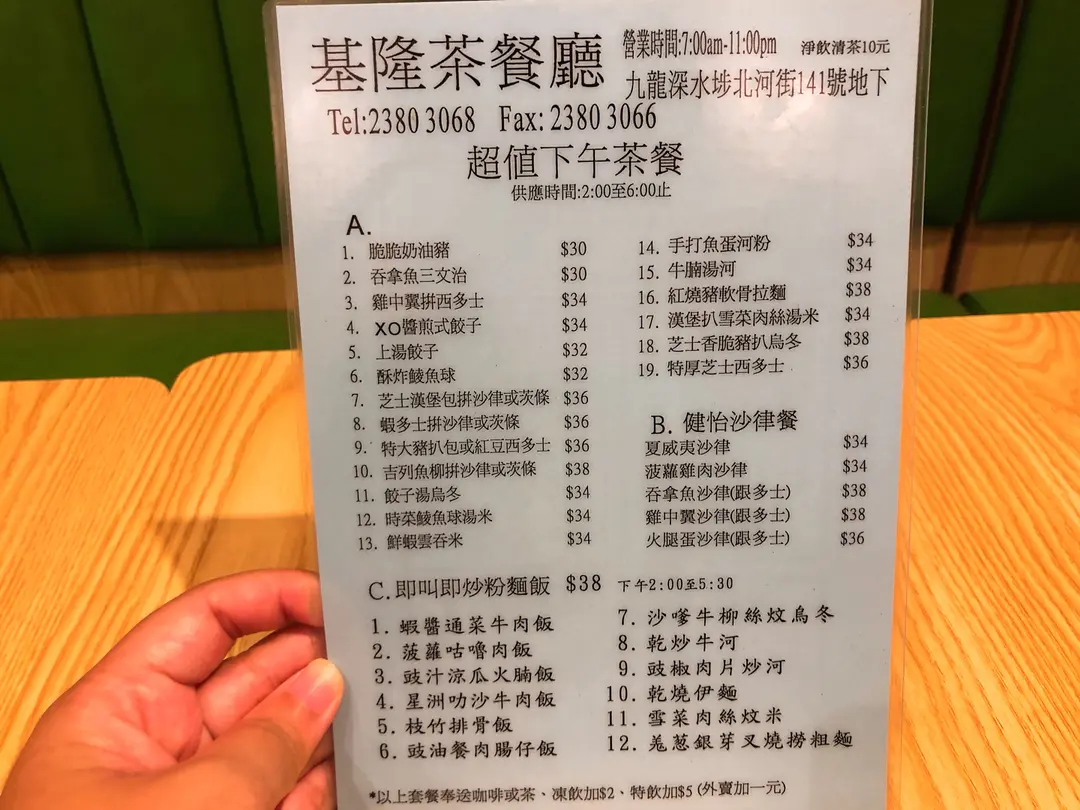 基隆茶餐廳
營業時間:7:00am-11:00pm 淨飲清茶10元
九龍深水埗北河街141號地下
Tel:2380 3068 Fax: 2380 3066
超值下午茶餐
供應時間:2:00至6:00止
A.
1. 脆脆奶油豬 $30
2. 吞拿魚三文治 $30
3. 雞中翼拼西多士 $34
4. XO醬煎式餃子 $34
5. 上湯餃子 $32
6. 酥炸鯪魚球 $32
7. 芝士漢堡包拼沙律或茨條 $36
8. 蝦多士拼沙律或茨條 $36
9. 特大豬扒包或紅豆西多士 $36
10. 吉列魚柳拼沙律或茨條 $38
11. 餃子湯烏冬 $34
12. 時菜鯪魚球湯米 $34
13. 鮮蝦雲吞米 $34
14. 手打魚蛋河粉 $34
15. 牛腩湯河 $34
16. 紅燒豬軟骨拉麵 $38
17. 漢堡扒雪菜肉絲湯米 $34
18. 芝士香脆豬扒烏冬 $38
19. 特厚芝士西多士 $36
B. 健怡沙律餐
夏威夷沙律 $34
菠蘿雞肉沙律 $34
吞拿魚沙律(跟多士) $38
雞中翼沙律(跟多士) $38
火腿蛋沙律(跟多士) $36
C. 即叫即炒粉麵飯 $38 下午2:00至5:30
1. 蝦醬通菜牛肉飯
2. 菠蘿咕嚕肉飯
3. 豉汁涼瓜火腩飯
4. 星洲叻沙牛肉飯
5. 枝竹排骨飯
6. 豉油餐肉腸仔飯
7. 沙嗲牛柳絲炆烏冬
8. 乾炒牛河
9. 豉椒肉片炒河
10. 乾燒伊麵
11. 雪菜肉絲炆米
12. 羗蔥銀芽叉燒撈粗麵
*以上套餐奉送咖啡或茶、凍飲加$2、特飲加$5 (外賣加一元)